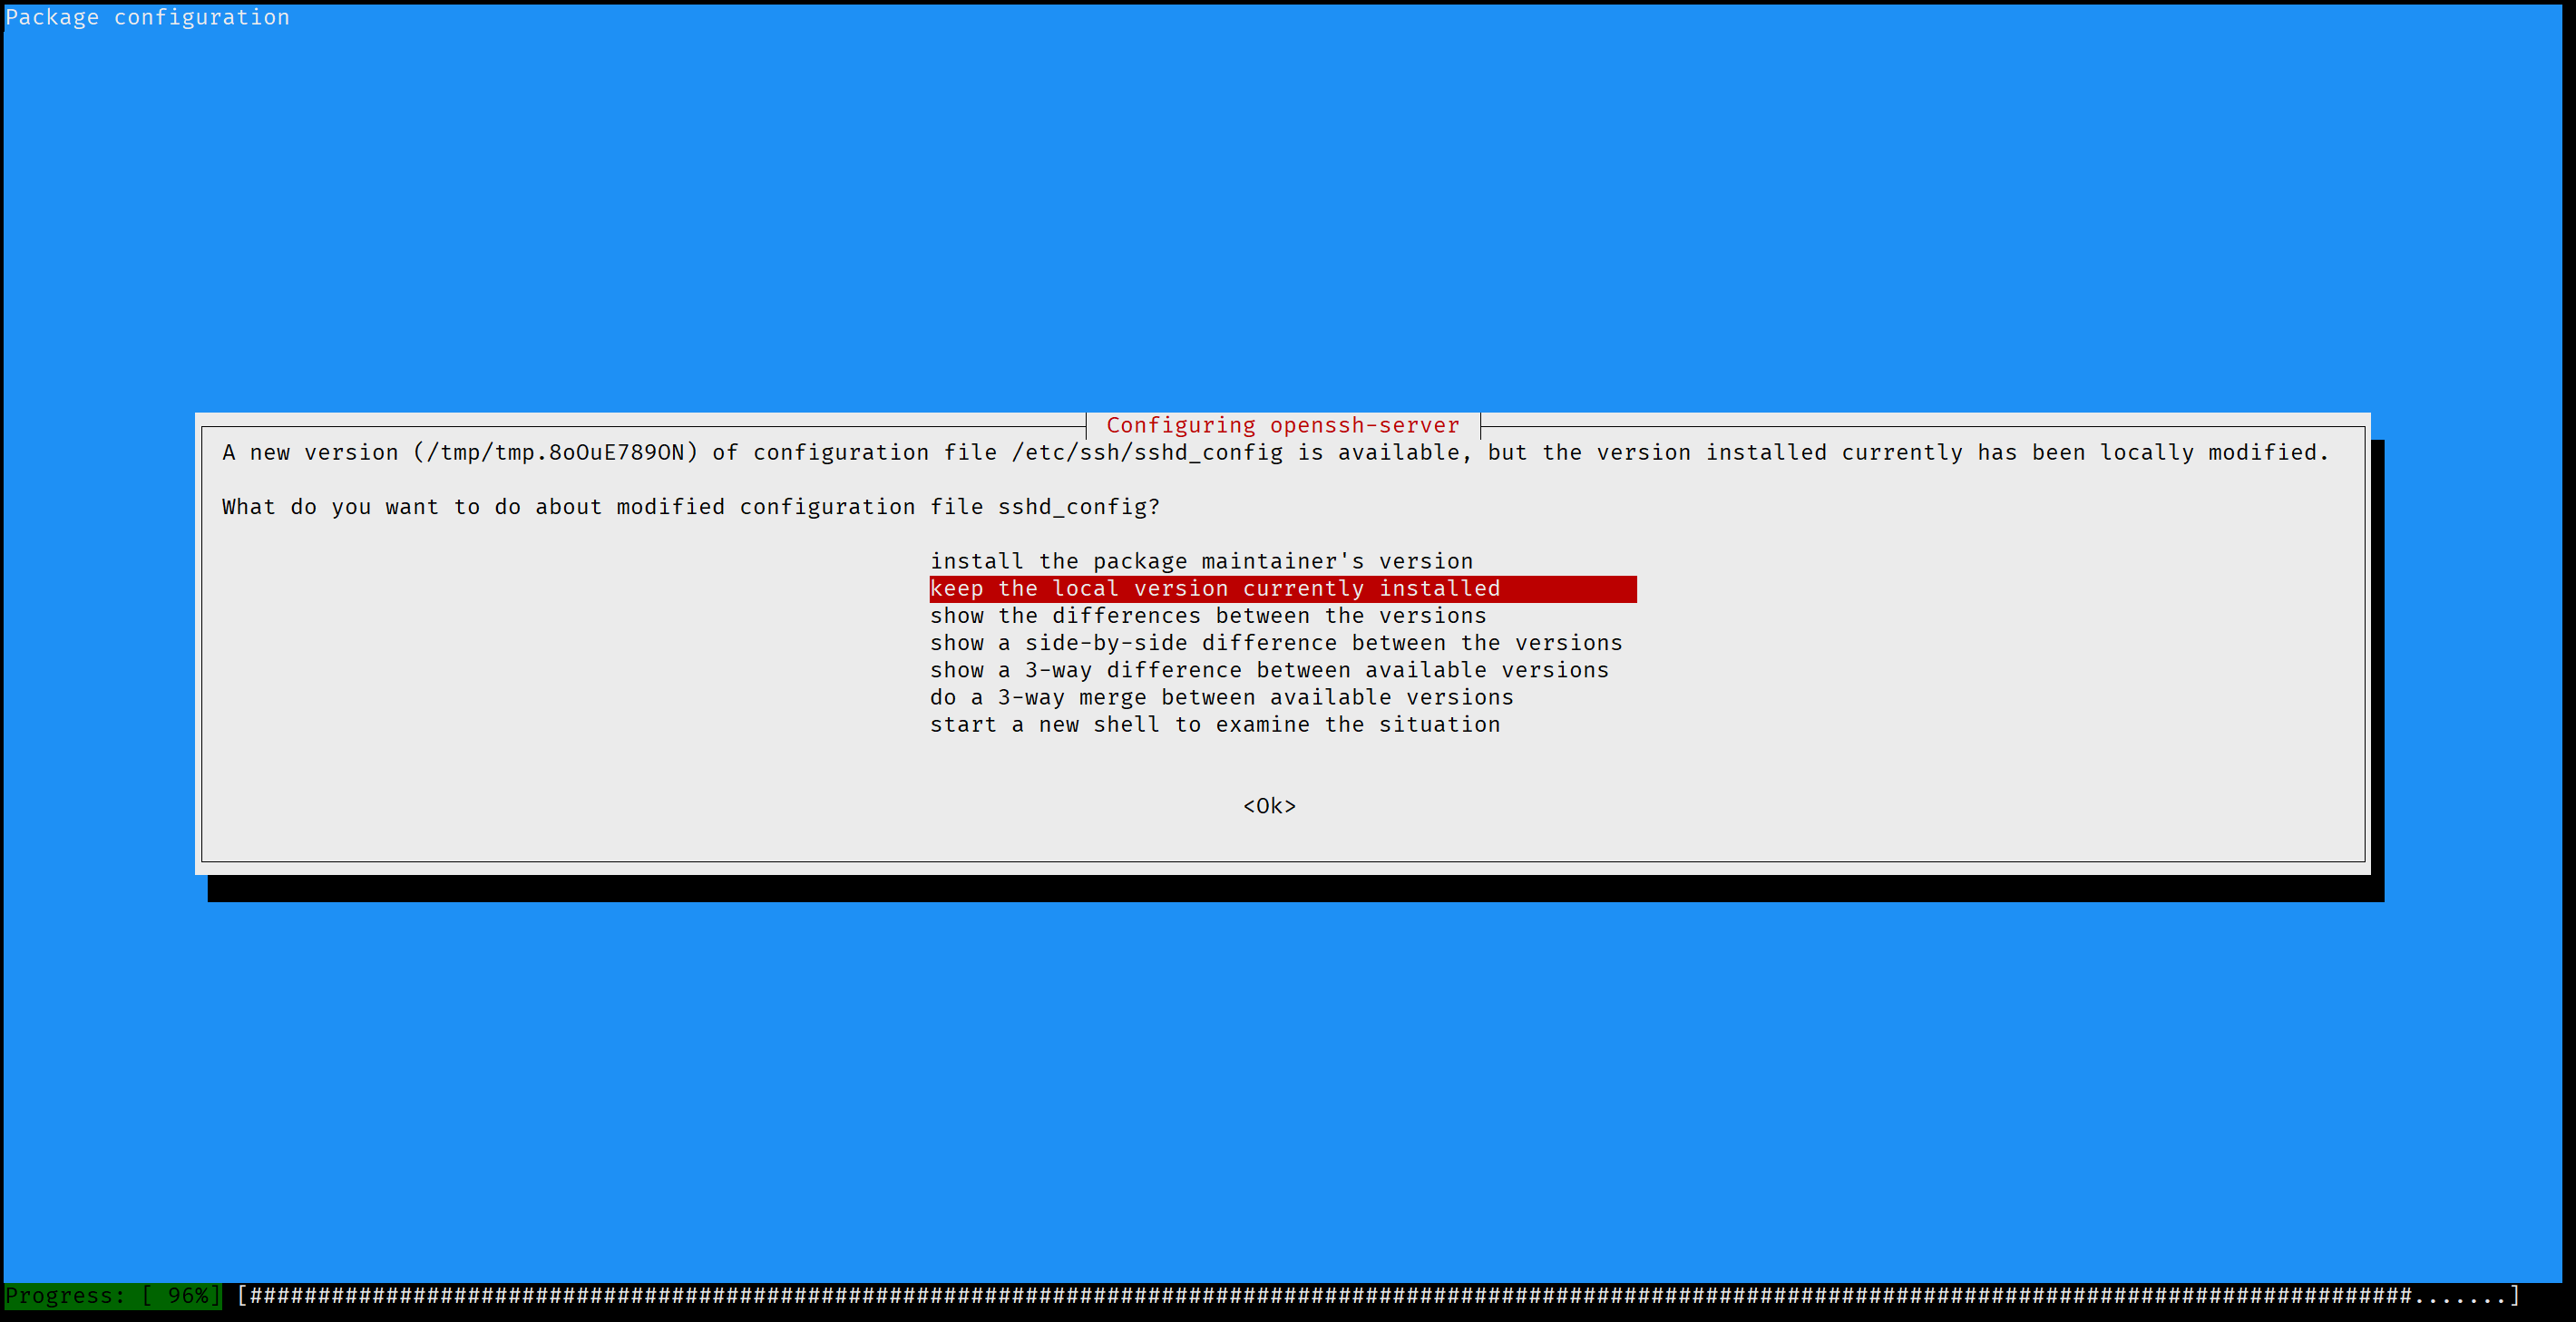 Package configuration
Configuring openssh-server
A new version (/tmp/tmp.8oOuE789ON) of configuration file /etc/ssh/sshd_config is available, but the version installed currently has been locally modified.
What do you want to do about modified configuration file sshd_config?
install the package maintainer's version
keep the local version currently installed
show the differences between the versions
show a side-by-side difference between the versions
show a 3-way difference between available versions
do a 3-way merge between available versions
start a new shell to examine the situation
<Ok>
Progress: [ 96%] [###############################################################################################################################################################.......]